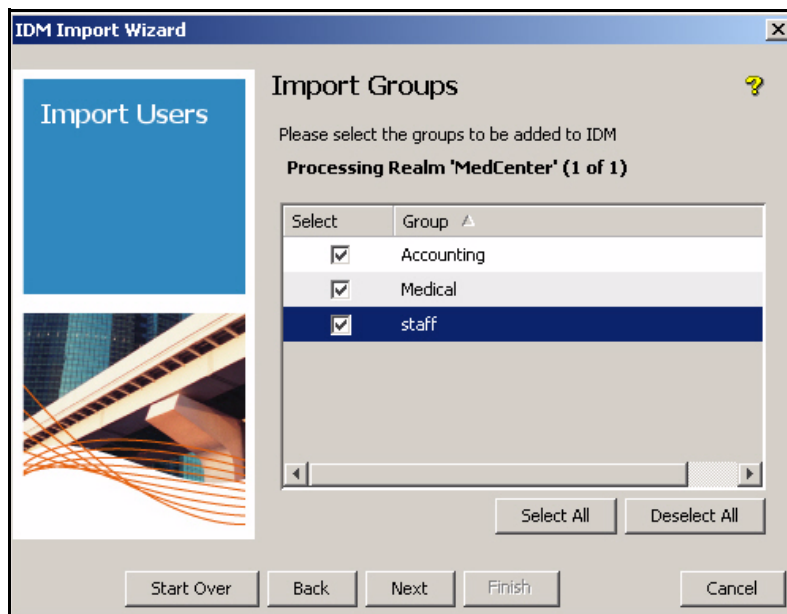 IDM Import Wizard
Import Users
Import Groups
Please select the groups to be added to IDM
Processing Realm 'MedCenter' (1 of 1)
Select Group
Accounting
Medical
staff
Select All Deselect All
Start Over Back Next Finish Cancel